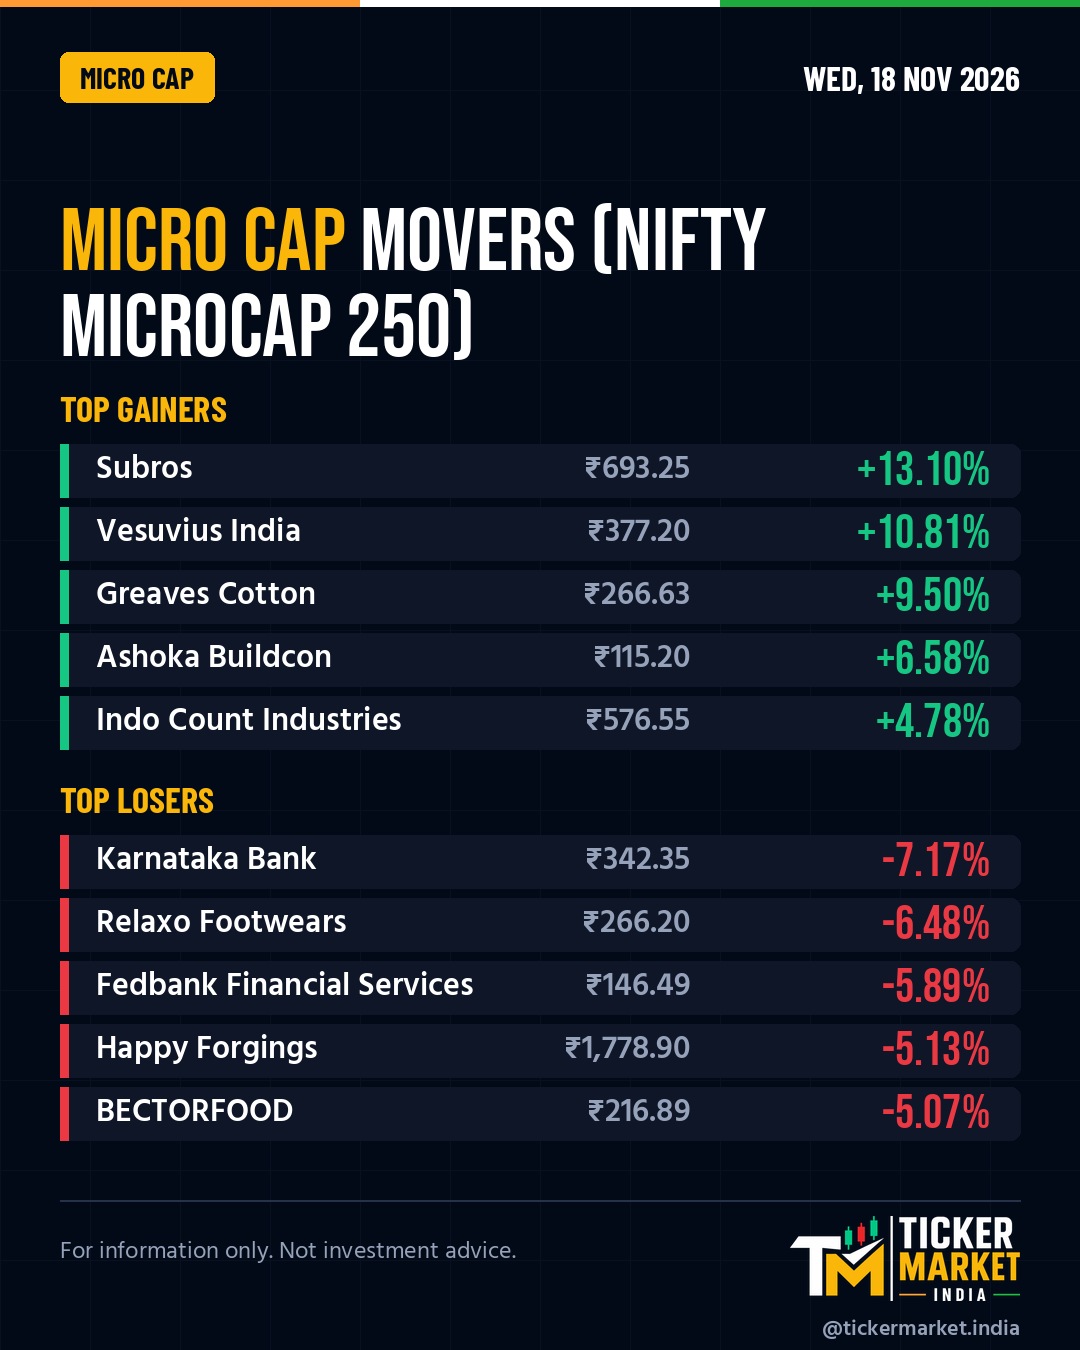 MICRO CAP
WED, 18 NOV 2026
MICRO CAP MOVERS (NIFTY
MICROCAP 250)
TOP GAINERS
Subros ₹693.25 +13.10%
Vesuvius India ₹377.20 +10.81%
Greaves Cotton ₹266.63 +9.50%
Ashoka Buildcon ₹115.20 +6.58%
Indo Count Industries ₹576.55 +4.78%
TOP LOSERS
Karnataka Bank ₹342.35 -7.17%
Relaxo Footwears ₹266.20 -6.48%
Fedbank Financial Services ₹146.49 -5.89%
Happy Forgings ₹1,778.90 -5.13%
BECTORFOOD ₹216.89 -5.07%
For information only. Not investment advice.
TM TICKER
MARKET
INDIA
@tickermarket.india